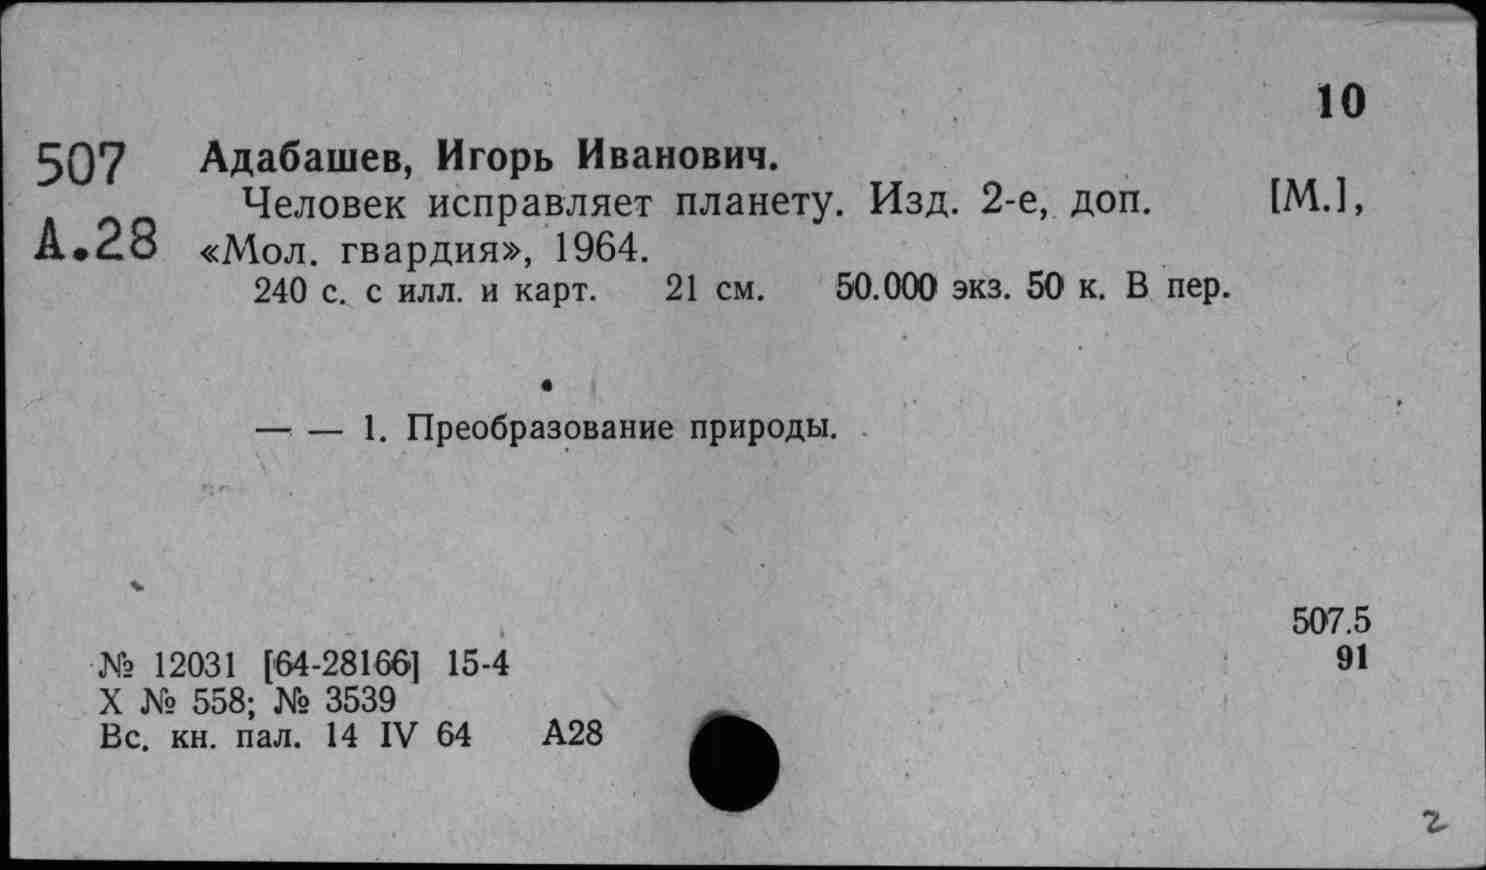 10
507 Адабашев, Игорь Иванович.
Человек исправляет планету. Изд. 2-е, доп. [М.],
А.28 «Мол. гвардия», 1964.
240 с. с илл. и карт. 21 см. 50.000 экз. 50 к. В пер.
— — 1. Преобразование природы.
507.5
№ 12031 [64-28166] 15-4 91
X № 558; № 3539
Вс. кн. пал. 14 IV 64 А28
2